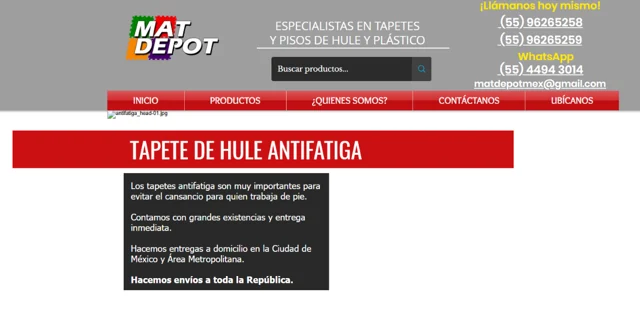 MAT
DEPOT
ESPECIALISTAS EN TAPETES
Y PISOS DE HULE Y PLÁSTICO
Buscar productos...
¡Llámanos hoy mismo!
(55) 96265258
(55) 96265259
WhatsApp
(55) 4494 3014
matdepotmex@gmail.com
INICIO
PRODUCTOS
¿QUIENES SOMOS?
CONTÁCTANOS
UBÍCANOS
antifatiga_head-01.jpg
TAPETE DE HULE ANTIFATIGA
Los tapetes antifatiga son muy importantes para
evitar el cansancio para quien trabaja de pie.
Contamos con grandes existencias y entrega
inmediata.
Hacemos entregas a domicilio en la Ciudad de
México y Área Metropolitana.
Hacemos envíos a toda la República.